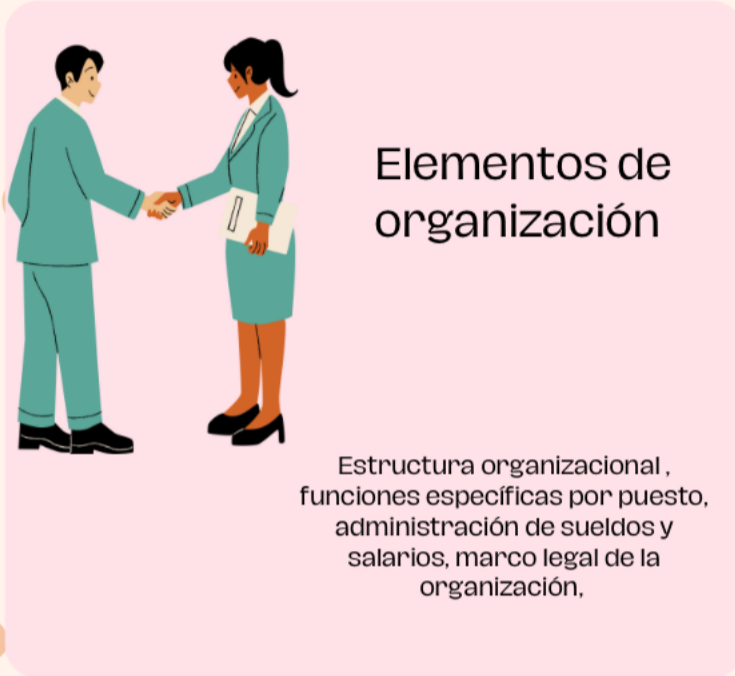 Elementos de
organización
Estructura organizacional ,
funciones específicas por puesto,
administración de sueldos y
salarios, marco legal de la
organización,